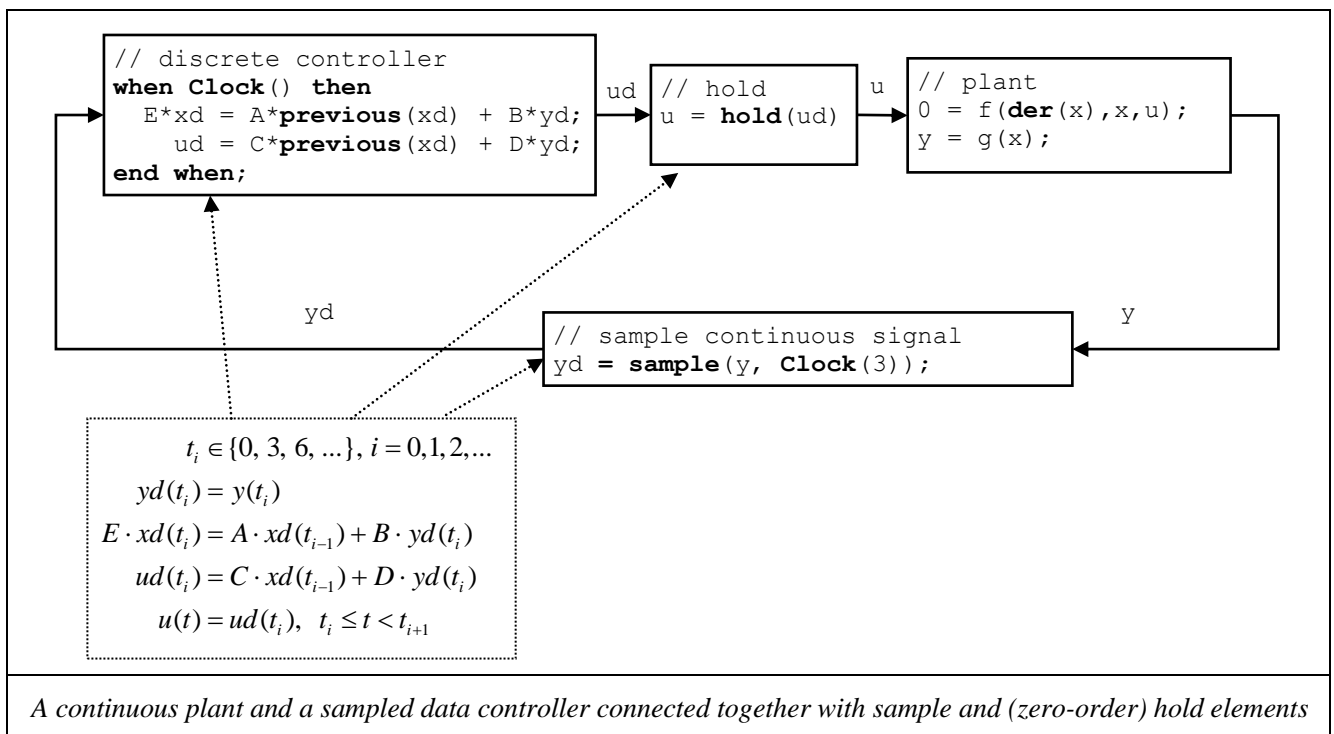 // discrete controller
when Clock() then
E*xd = A*previous(xd) + B*yd;
ud = C*previous(xd) + D*yd;
end when;
ud
// hold
u = hold(ud)
u
// plant
0 = f(der(x),x,u);
y = g(x);
yd
// sample continuous signal
yd = sample(y, Clock(3));
y
t_i ∈ {0, 3, 6, ...}, i = 0,1,2,...
yd(t_i) = y(t_i)
E · xd(t_i) = A · xd(t_{i−1}) + B · yd(t_i)
ud(t_i) = C · xd(t_{i−1}) + D · yd(t_i)
u(t) = ud(t_i), t_i ≤ t < t_{i+1}
A continuous plant and a sampled data controller connected together with sample and (zero-order) hold elements